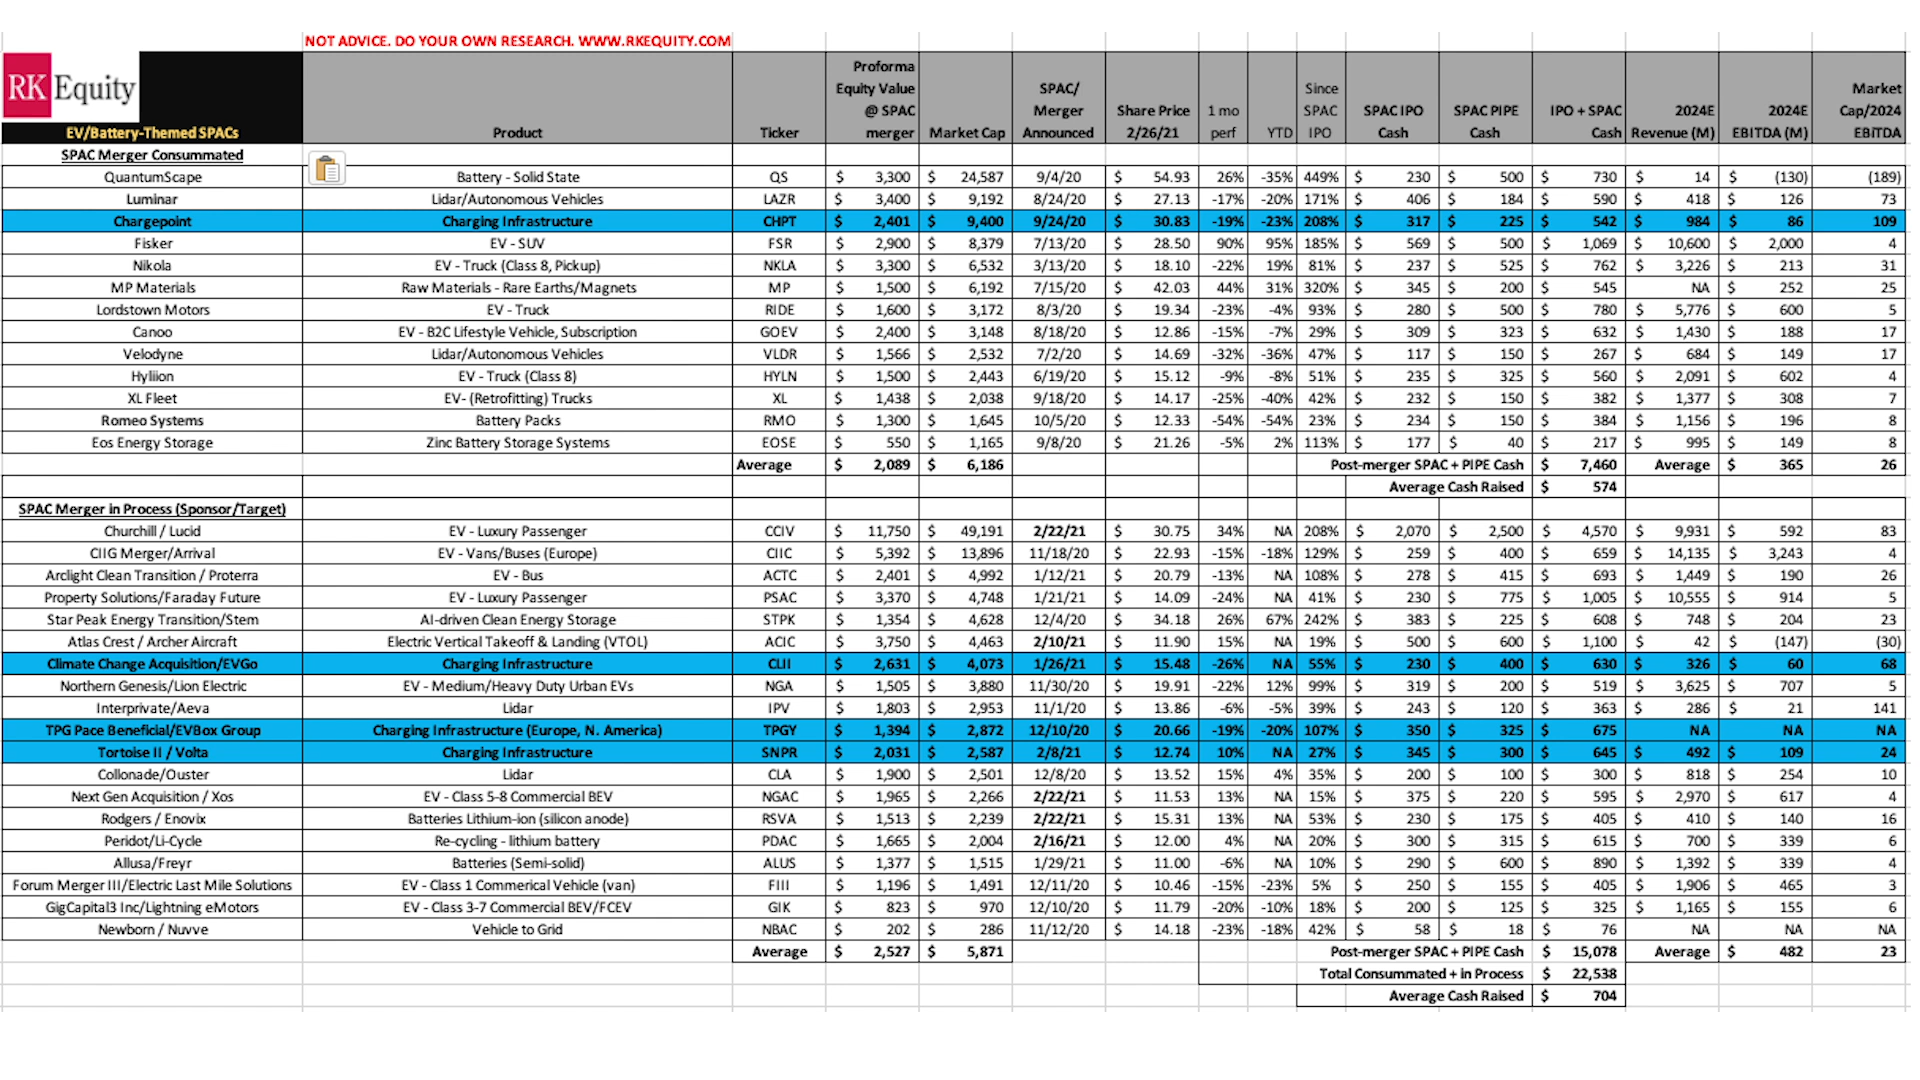 NOT ADVICE. DO YOUR OWN RESEARCH. WWW.RKEQUITY.COM
RK Equity
EV/Battery-Themed SPACs Product Ticker Proforma Equity Value @ SPAC merger Market Cap SPAC/ Merger Announced Share Price 2/26/21 1 mo perf YTD Since SPAC IPO SPAC IPO Cash SPAC PIPE Cash IPO + SPAC Cash 2024E Revenue (M) 2024E EBITDA (M) Market Cap/2024 EBITDA
SPAC Merger Consummated
QuantumScape Battery - Solid State QS $ 3,300 $ 24,587 9/4/20 $ 54.93 26% -35% 449% $ 230 $ 500 $ 730 $ 14 $ (130) (189)
Luminar Lidar/Autonomous Vehicles LAZR $ 3,400 $ 9,192 8/24/20 $ 27.13 -17% -20% 171% $ 406 $ 184 $ 590 $ 418 $ 126 73
Chargepoint Charging Infrastructure CHPT $ 2,401 $ 9,400 9/24/20 $ 30.83 -19% -23% 208% $ 317 $ 225 $ 542 $ 984 $ 86 109
Fisker EV - SUV FSR $ 2,900 $ 8,379 7/13/20 $ 28.50 90% 95% 185% $ 569 $ 500 $ 1,069 $ 10,600 $ 2,000 4
Nikola EV - Truck (Class 8, Pickup) NKLA $ 3,300 $ 6,532 3/13/20 $ 18.10 -22% 19% 81% $ 237 $ 525 $ 762 $ 3,226 $ 213 31
MP Materials Raw Materials - Rare Earths/Magnets MP $ 1,500 $ 6,192 7/15/20 $ 42.03 44% 31% 320% $ 345 $ 200 $ 545 NA $ 252 25
Lordstown Motors EV - Truck RIDE $ 1,600 $ 3,172 8/3/20 $ 19.34 -23% -4% 93% $ 280 $ 500 $ 780 $ 5,776 $ 600 5
Canoo EV - B2C Lifestyle Vehicle, Subscription GOEV $ 2,400 $ 3,148 8/18/20 $ 12.86 -15% -7% 29% $ 309 $ 323 $ 632 $ 1,430 $ 188 17
Velodyne Lidar/Autonomous Vehicles VLDR $ 1,566 $ 2,532 7/2/20 $ 14.69 -32% -36% 47% $ 117 $ 150 $ 267 $ 684 $ 149 17
Hyliion EV - Truck (Class 8) HYLN $ 1,500 $ 2,443 6/19/20 $ 15.12 -9% -8% 51% $ 235 $ 325 $ 560 $ 2,091 $ 602 4
XL Fleet EV- (Retrofitting) Trucks XL $ 1,438 $ 2,038 9/18/20 $ 14.17 -25% -40% 42% $ 232 $ 150 $ 382 $ 1,377 $ 308 7
Romeo Systems Battery Packs RMO $ 1,300 $ 1,645 10/5/20 $ 12.33 -54% -54% 23% $ 234 $ 150 $ 384 $ 1,156 $ 196 8
Eos Energy Storage Zinc Battery Storage Systems EOSE $ 550 $ 1,165 9/8/20 $ 21.26 -5% 2% 113% $ 177 $ 40 $ 217 $ 995 $ 149 8
Average $ 2,089 $ 6,186 Post-merger SPAC + PIPE Cash $ 7,460 Average $ 365 26
Average Cash Raised $ 574
SPAC Merger in Process (Sponsor/Target)
Churchill / Lucid EV - Luxury Passenger CCIV $ 11,750 $ 49,191 2/22/21 $ 30.75 34% NA 208% $ 2,070 $ 2,500 $ 4,570 $ 9,931 $ 592 83
CIIG Merger/Arrival EV - Vans/Buses (Europe) CIIC $ 5,392 $ 13,896 11/18/20 $ 22.93 -15% -18% 129% $ 259 $ 400 $ 659 $ 14,135 $ 3,243 4
Arclight Clean Transition / Proterra EV - Bus ACTC $ 2,401 $ 4,992 1/12/21 $ 20.79 -13% NA 108% $ 278 $ 415 $ 693 $ 1,449 $ 190 26
Property Solutions/Faraday Future EV - Luxury Passenger PSAC $ 3,370 $ 4,748 1/21/21 $ 14.09 -24% NA 41% $ 230 $ 775 $ 1,005 $ 10,555 $ 914 5
Star Peak Energy Transition/Stem AI-driven Clean Energy Storage STPK $ 1,354 $ 4,628 12/4/20 $ 34.18 26% 67% 242% $ 383 $ 225 $ 608 $ 748 $ 204 23
Atlas Crest / Archer Aircraft Electric Vertical Takeoff & Landing (VTOL) ACIC $ 3,750 $ 4,463 2/10/21 $ 11.90 15% NA 19% $ 500 $ 600 $ 1,100 $ 42 $ (147) (30)
Climate Change Acquisition/EVGo Charging Infrastructure CLII $ 2,631 $ 4,073 1/26/21 $ 15.48 -26% NA 55% $ 230 $ 400 $ 630 $ 326 $ 60 68
Northern Genesis/Lion Electric EV - Medium/Heavy Duty Urban EVs NGA $ 1,505 $ 3,880 11/30/20 $ 19.91 -22% 12% 99% $ 319 $ 200 $ 519 $ 3,625 $ 707 5
Interprivate/Aeva Lidar IPV $ 1,803 $ 2,953 11/1/20 $ 13.86 -6% -5% 39% $ 243 $ 120 $ 363 $ 286 $ 21 141
TPG Pace Beneficial/EVBox Group Charging Infrastructure (Europe, N. America) TPGY $ 1,394 $ 2,872 12/10/20 $ 20.66 -19% -20% 107% $ 350 $ 325 $ 675 NA NA NA
Tortoise II / Volta Charging Infrastructure SNPR $ 2,031 $ 2,587 2/8/21 $ 12.74 10% NA 27% $ 345 $ 300 $ 645 $ 492 $ 109 24
Collonade/Ouster Lidar CLA $ 1,900 $ 2,501 12/8/20 $ 13.52 15% 4% 35% $ 200 $ 100 $ 300 $ 818 $ 254 10
Next Gen Acquisition / Xos EV - Class 5-8 Commercial BEV NGAC $ 1,965 $ 2,266 2/22/21 $ 11.53 13% NA 15% $ 375 $ 220 $ 595 $ 2,970 $ 617 4
Rodgers / Enovix Batteries Lithium-ion (silicon anode) RSVA $ 1,513 $ 2,239 2/22/21 $ 15.31 13% NA 53% $ 230 $ 175 $ 405 $ 410 $ 140 16
Peridot/Li-Cycle Re-cycling - lithium battery PDAC $ 1,665 $ 2,004 2/16/21 $ 12.00 4% NA 20% $ 300 $ 315 $ 615 $ 700 $ 339 6
Allusa/Freyr Batteries (Semi-solid) ALUS $ 1,377 $ 1,515 1/29/21 $ 11.00 -6% NA 10% $ 290 $ 600 $ 890 $ 1,392 $ 339 4
Forum Merger III/Electric Last Mile Solutions EV - Class 1 Commerical Vehicle (van) FIII $ 1,196 $ 1,491 12/11/20 $ 10.46 -15% -23% 5% $ 250 $ 155 $ 405 $ 1,906 $ 465 3
GigCapital3 Inc/Lightning eMotors EV - Class 3-7 Commercial BEV/FCEV GIK $ 823 $ 970 12/10/20 $ 11.79 -20% -10% 18% $ 200 $ 125 $ 325 $ 1,165 $ 155 6
Newborn / Nuvve Vehicle to Grid NBAC $ 202 $ 286 11/12/20 $ 14.18 -23% -18% 42% $ 58 $ 18 $ 76 NA NA NA
Average $ 2,527 $ 5,871 Post-merger SPAC + PIPE Cash $ 15,078 Average $ 482 23
Total Consummated + in Process $ 22,538
Average Cash Raised $ 704